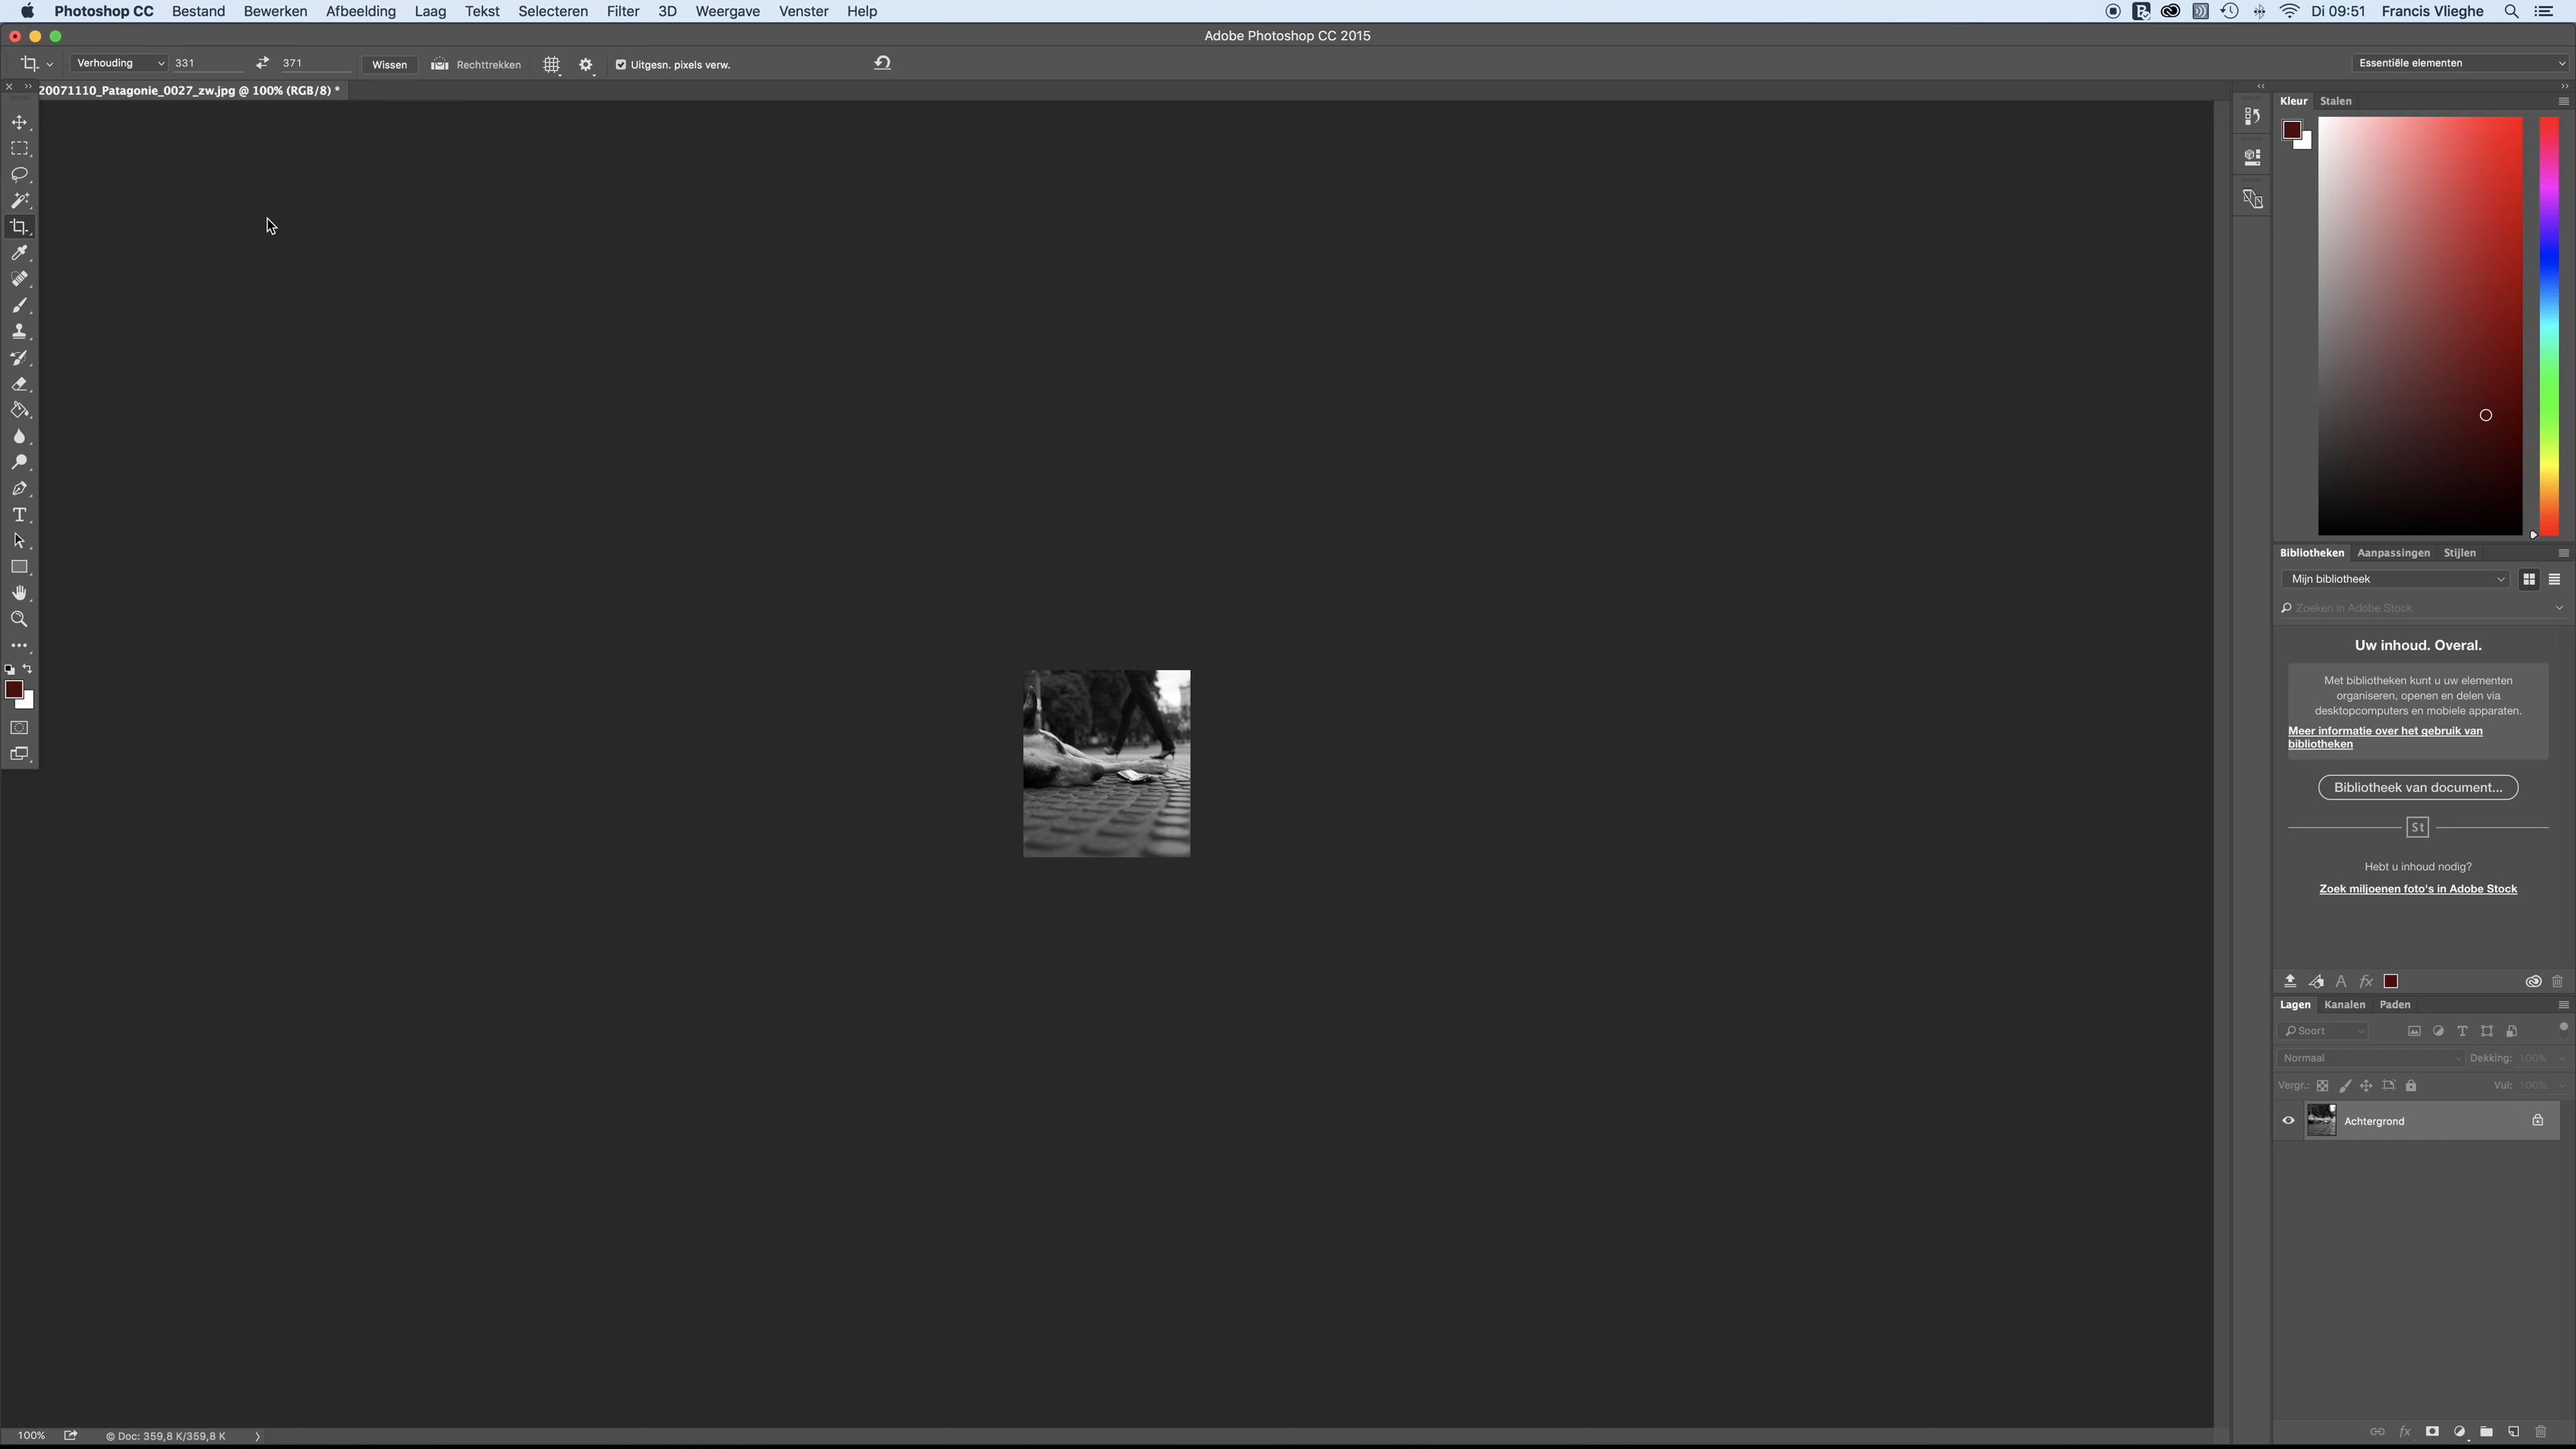 Photoshop CC Bestand Bewerken Afbeelding Laag Tekst Selecteren Filter 3D Weergave Venster Help Di 09:51 Francis Vlieghe
Adobe Photoshop CC 2015
Verhouding 331 371 Wissen Rechttrekken Uitgesn. pixels verw. Essentiële elementen
20071110_Patagonie_0027_zw.jpg @ 100% (RGB/8) *
Kleur Stalen
Bibliotheken Aanpassingen Stijlen
Mijn bibliotheek
Zoeken in Adobe Stock
Uw inhoud. Overal.
Met bibliotheken kunt u uw elementen
organiseren, openen en delen via
desktopcomputers en mobiele apparaten.
Meer informatie over het gebruik van
bibliotheken
Bibliotheek van document...
St
Hebt u inhoud nodig?
Zoek miljoenen foto's in Adobe Stock
Lagen Kanalen Paden
Soort
Normaal Dekking: 100%
Vergr.: Vul: 100%
Achtergrond
100% © Doc: 359,8 K/359,8 K